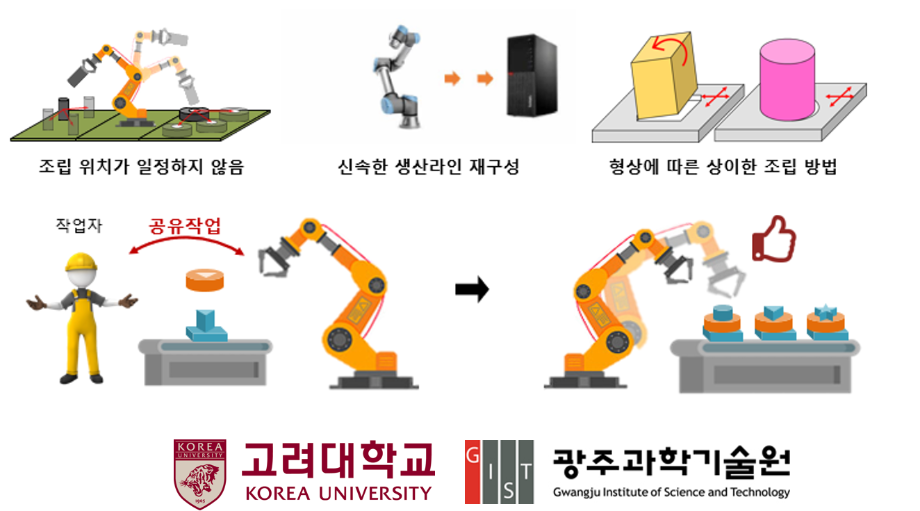 조립 위치가 일정하지 않음
신속한 생산라인 재구성
형상에 따른 상이한 조립 방법
작업자
공유작업
KOREA
UNIVERSITY
1905
고려대학교
KOREA UNIVERSITY
GIST
광주과학기술원
Gwangju Institute of Science and Technology